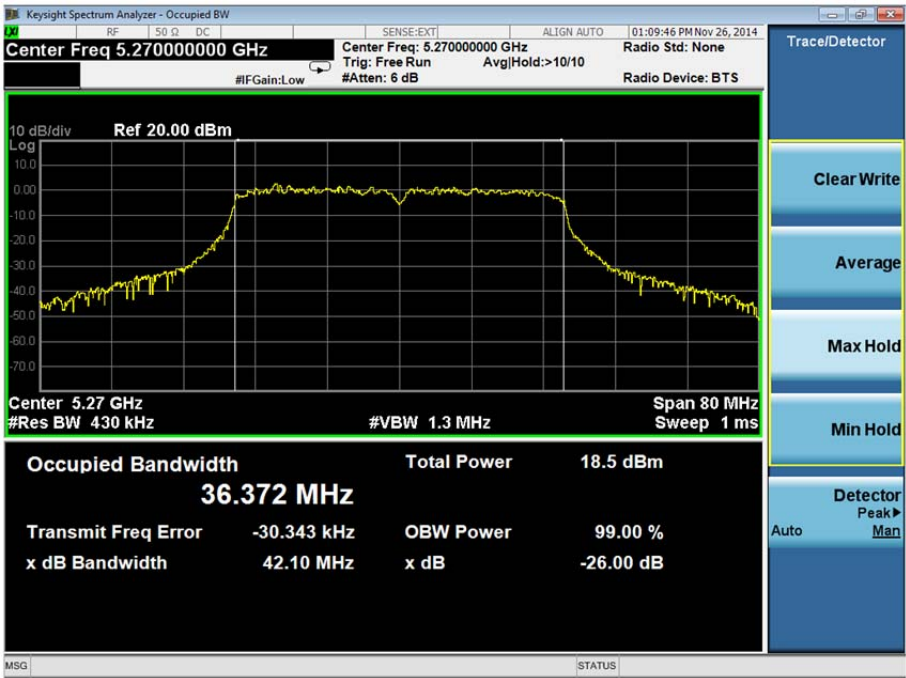 Keysight Spectrum Analyzer - Occupied BW
LXI RF 50 Ω DC SENSE:EXT ALIGN AUTO 01:09:46 PM Nov 26, 2014
Center Freq 5.270000000 GHz
Center Freq: 5.270000000 GHz
Radio Std: None
Trig: Free Run Avg|Hold:>10/10
#IFGain:Low
#Atten: 6 dB
Radio Device: BTS
10 dB/div Ref 20.00 dBm
Log
10.0
0.00
-10.0
-20.0
-30.0
-40.0
-50.0
-60.0
-70.0
Center 5.27 GHz Span 80 MHz
#Res BW 430 kHz #VBW 1.3 MHz Sweep 1 ms
Occupied Bandwidth Total Power 18.5 dBm
36.372 MHz
Transmit Freq Error -30.343 kHz OBW Power 99.00 %
x dB Bandwidth 42.10 MHz x dB -26.00 dB
MSG STATUS
Trace/Detector
Clear Write
Average
Max Hold
Min Hold
Detector
Peak▶
Auto Man